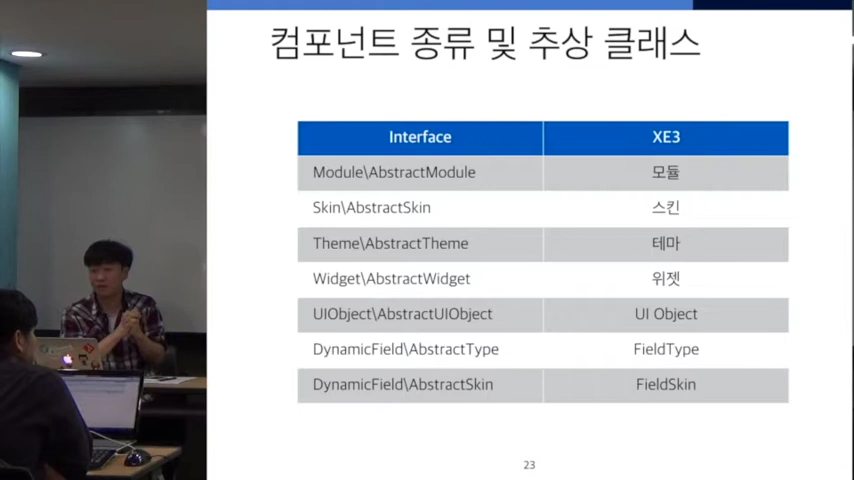 컴포넌트 종류 및 추상 클래스
Interface XE3
Module\AbstractModule 모듈
Skin\AbstractSkin 스킨
Theme\AbstractTheme 테마
Widget\AbstractWidget 위젯
UIObject\AbstractUIObject UI Object
DynamicField\AbstractType FieldType
DynamicField\AbstractSkin FieldSkin
23